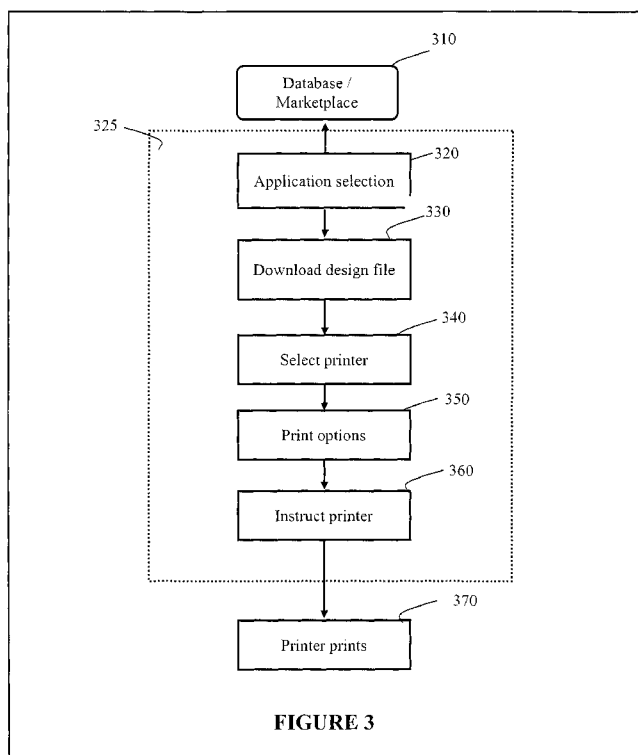 310
Database /
Marketplace
325
320
Application selection
330
Download design file
340
Select printer
350
Print options
360
Instruct printer
370
Printer prints
FIGURE 3